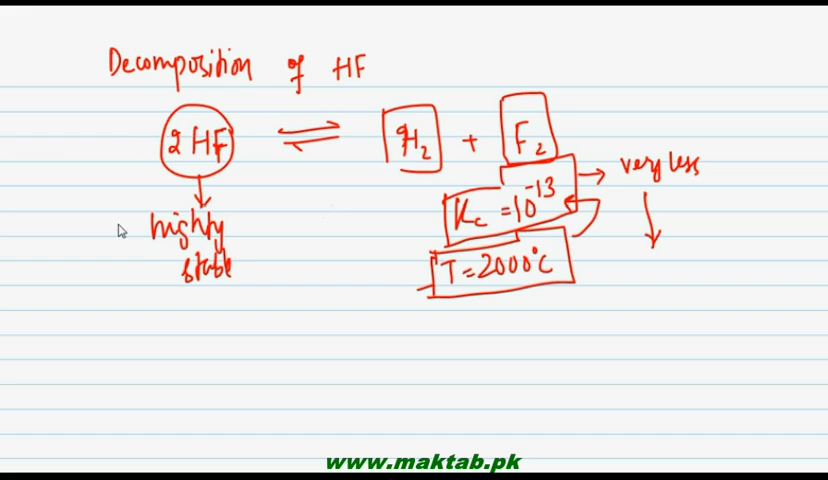 Decomposition of HF
2HF ⇌ H₂ + F₂
very less
Kc = 10⁻¹³
highly
stable
T = 2000°C
www.maktab.pk